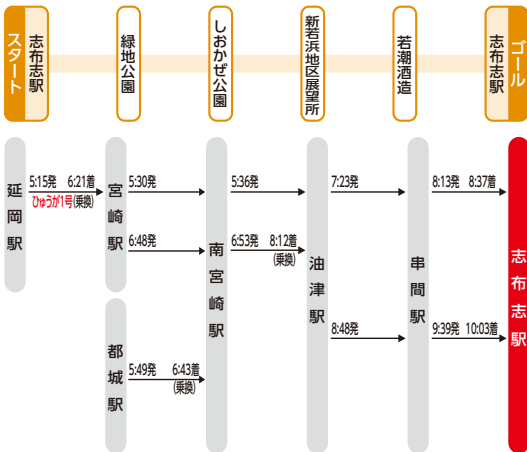 スタート
志布志駅
緑地公園
しおかぜ公園
新若浜地区展望所
若潮酒造
志布志駅
ゴール
延岡駅
5:15発 6:21着
ひゅうが1号(乗換)
宮崎駅
5:30発
5:36発
7:23発
8:13発 8:37着
6:48発
南宮崎駅
6:53発 8:12着
(乗換)
油津駅
串間駅
志布志駅
8:48発
9:39発 10:03着
都城駅
5:49発 6:43着
(乗換)